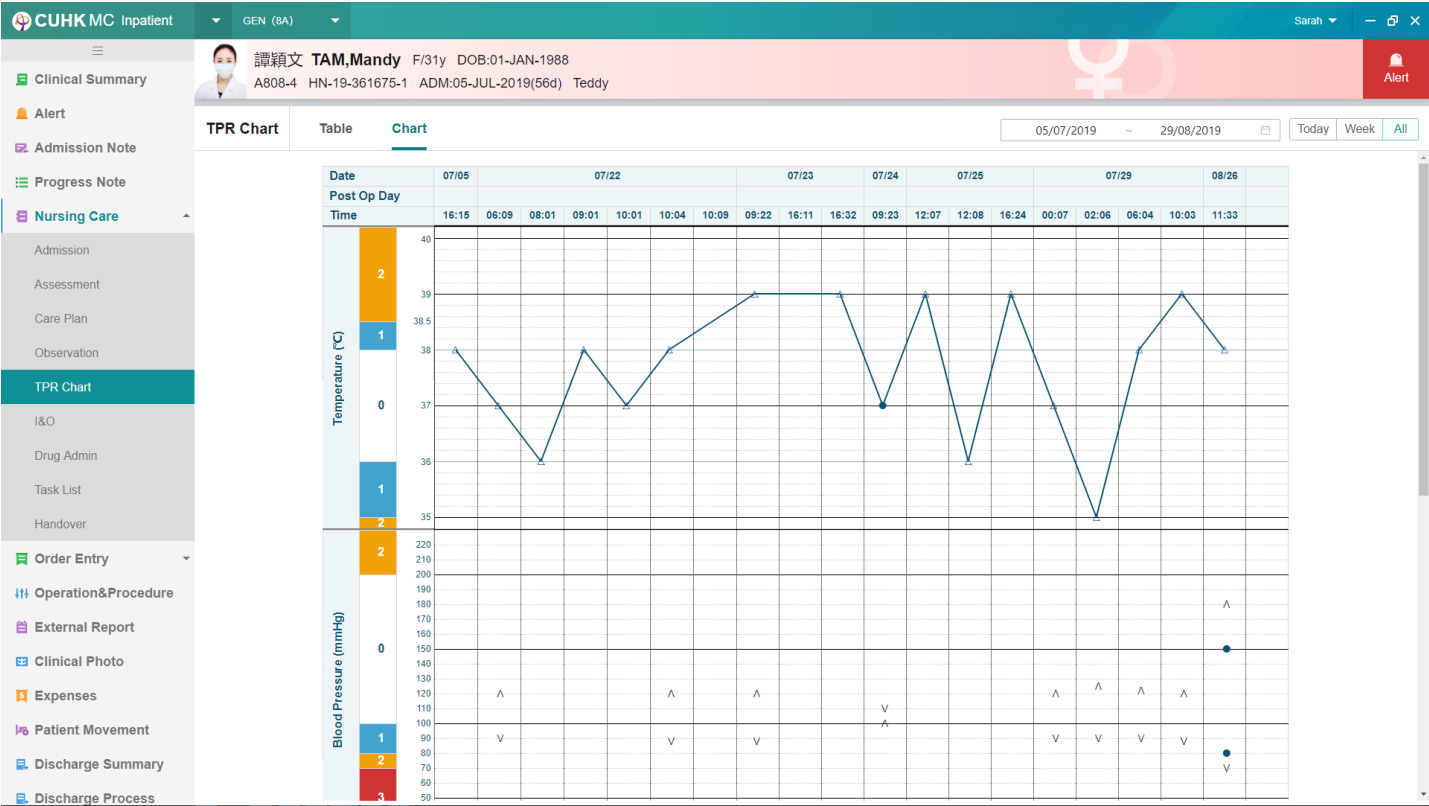 CUHK MC Inpatient GEN (8A) Sarah
譚穎文 TAM,Mandy F/31y DOB:01-JAN-1988
A808-4 HN-19-361675-1 ADM:05-JUL-2019(56d) Teddy
Alert
Clinical Summary
Alert
Admission Note
Progress Note
Nursing Care
Admission
Assessment
Care Plan
Observation
TPR Chart
I&O
Drug Admin
Task List
Handover
Order Entry
Operation&Procedure
External Report
Clinical Photo
Expenses
Patient Movement
Discharge Summary
Discharge Process
TPR Chart Table Chart 05/07/2019 – 29/08/2019 Today Week All
Date 07/05 07/22 07/23 07/24 07/25 07/29 08/26
Post Op Day
Time 16:15 06:09 08:01 09:01 10:01 10:04 10:09 09:22 16:11 16:32 09:23 12:07 12:08 16:24 00:07 02:06 06:04 10:03 11:33
Temperature (℃)
2
1
0
1
2
40
39
38.5
38
37
36
35
Blood Pressure (mmHg)
2
0
1
2
3
220
210
200
190
180
170
160
150
140
130
120
110
100
90
80
70
60
50